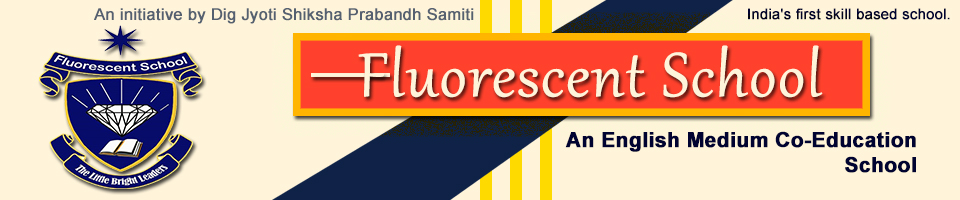 An initiative by Dig Jyoti Shiksha Prabandh Samiti
India's first skill based school.
Fluorescent School
The Little Bright Leaders
Fluorescent School
An English Medium Co-Education
School